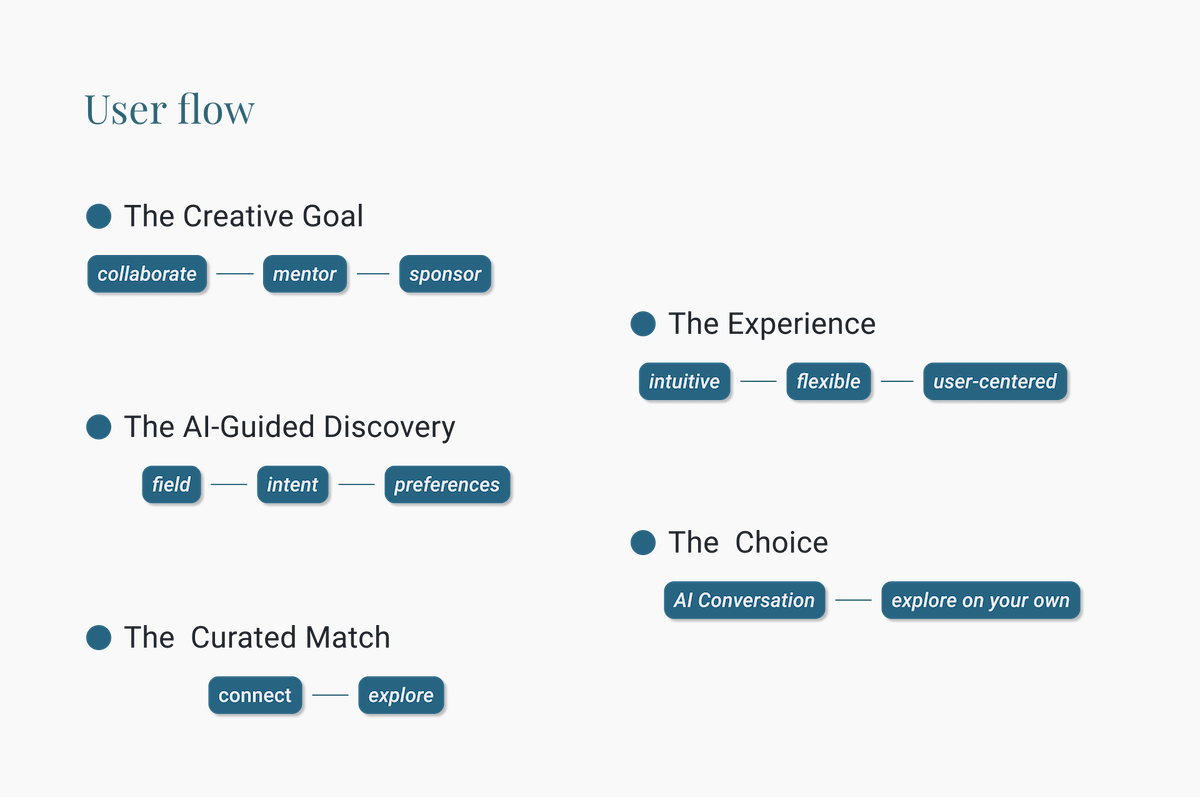 User flow
The Creative Goal
collaborate mentor sponsor
The AI-Guided Discovery
field intent preferences
The  Curated Match
connect explore
The Experience
intuitive flexible user-centered
The  Choice
AI Conversation explore on your own